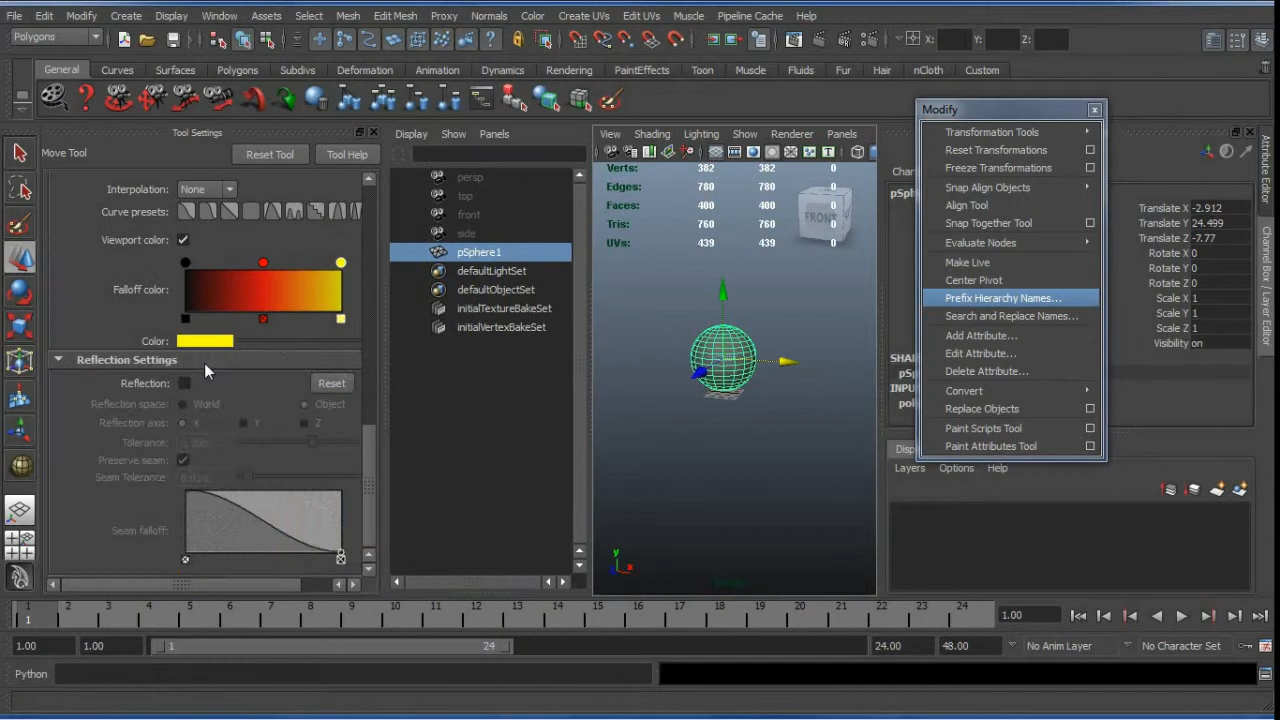 File Edit Modify Create Display Window Assets Select Mesh Edit Mesh Proxy Normals Color Create UVs Edit UVs Muscle Pipeline Cache Help
Polygons X: Y: Z:
General Curves Surfaces Polygons Subdivs Deformation Animation Dynamics Rendering PaintEffects Toon Muscle Fluids Fur Hair nCloth Custom
Tool Settings
Move Tool Reset Tool Tool Help
Interpolation: None
Curve presets:
Viewport color:
Falloff color:
Color:
Reflection Settings
Reflection: Reset
Reflection space: World Object
Reflection axis: X Y Z
Tolerance:
Preserve seam:
Seam Tolerance:
Seam falloff:
Display Show Panels
persp
top
front
side
pSphere1
defaultLightSet
defaultObjectSet
initialTextureBakeSet
initialVertexBakeSet
View Shading Lighting Show Renderer Panels
Verts: 382 382 0
Edges: 780 780 0
Faces: 400 400 0
Tris: 760 760 0
UVs: 439 439 0
FRONT
y
x
Modify
Transformation Tools
Reset Transformations
Freeze Transformations
Snap Align Objects
Align Tool
Snap Together Tool
Evaluate Nodes
Make Live
Center Pivot
Prefix Hierarchy Names...
Search and Replace Names...
Add Attribute...
Edit Attribute...
Delete Attribute...
Convert
Replace Objects
Paint Scripts Tool
Paint Attributes Tool
Translate X -2.912
Translate Y 24.499
Translate Z -7.77
Rotate X 0
Rotate Y 0
Rotate Z 0
Scale X 1
Scale Y 1
Scale Z 1
Visibility on
Layers Options Help
Attribute Editor
Channel Box / Layer Editor
1 2 3 4 5 6 7 8 9 10 11 12 13 14 15 16 17 18 19 20 21 22 23 24
1 1.00
1.00 1.00 1 24 24.00 48.00 No Anim Layer No Character Set
Python